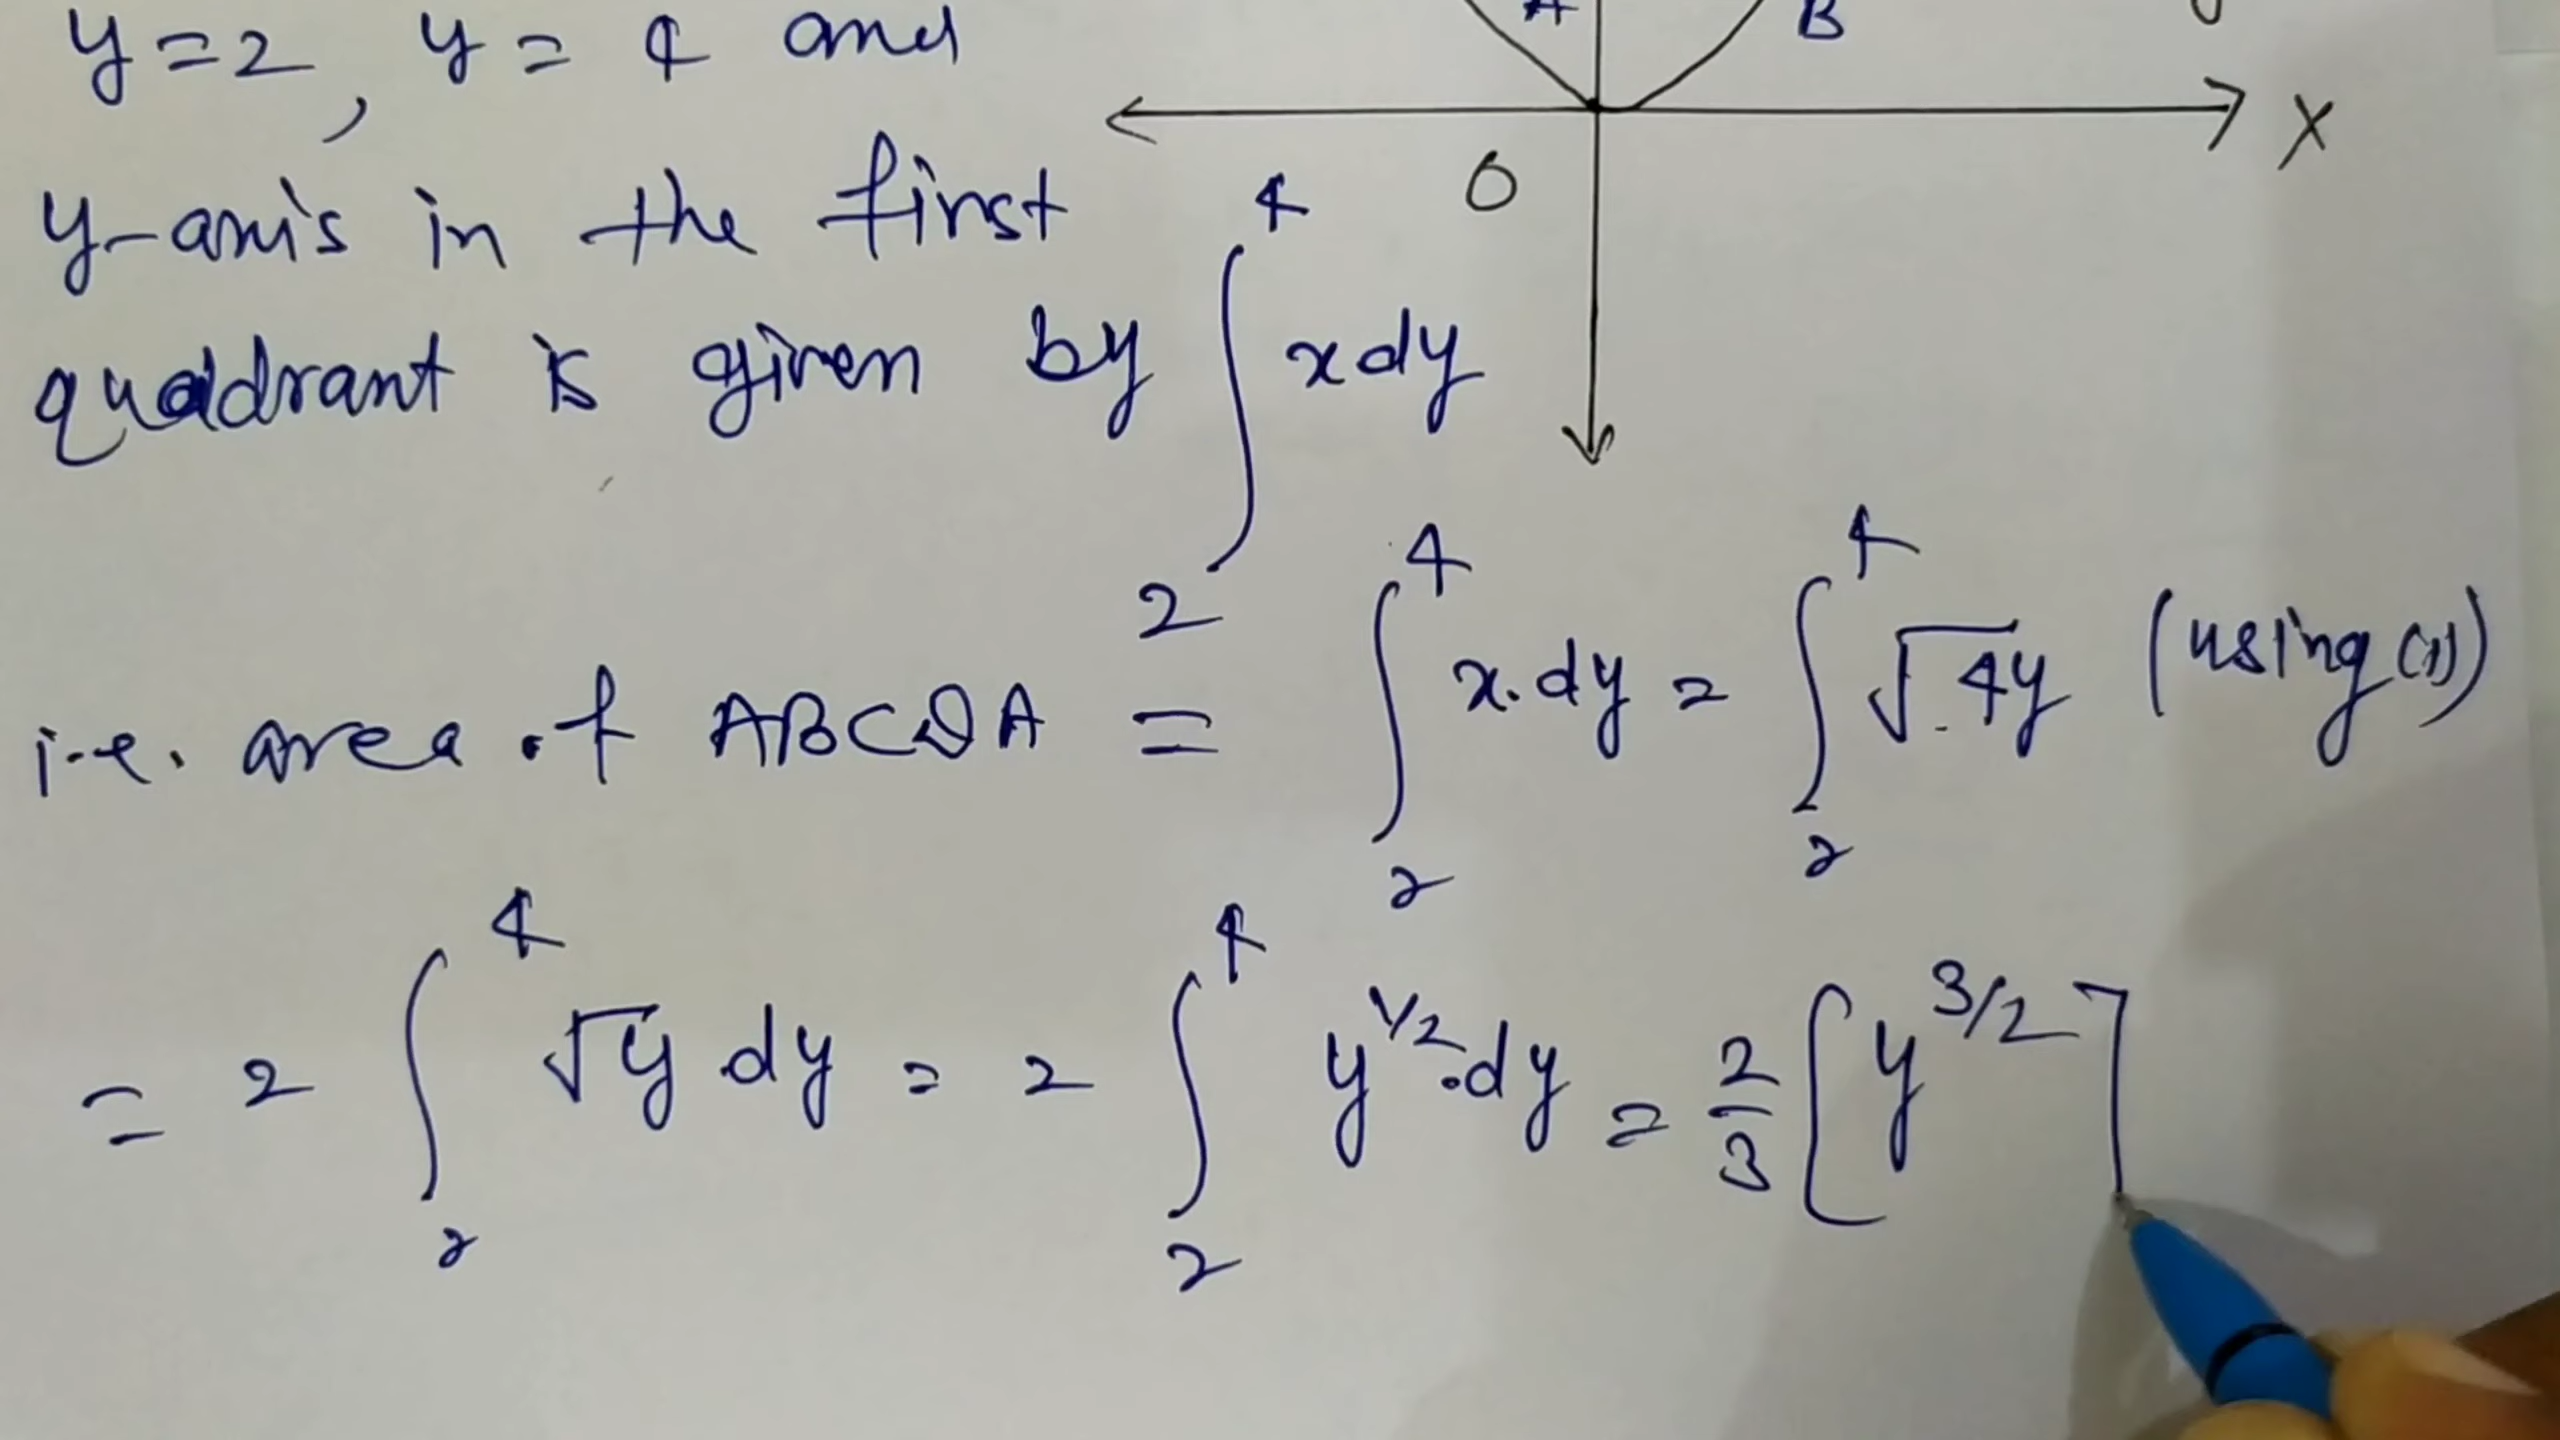 A B
y=2, y = 4 and
X
O
y-axis in the first
quadrant is given by ∫₂⁴ x dy
i.e. area of ABCDA = ∫₂⁴ x.dy = ∫₂⁴ √4y (using (1))
= 2 ∫₂⁴ √y dy = 2 ∫₂⁴ y^1/2.dy = 2/3 [y^3/2]